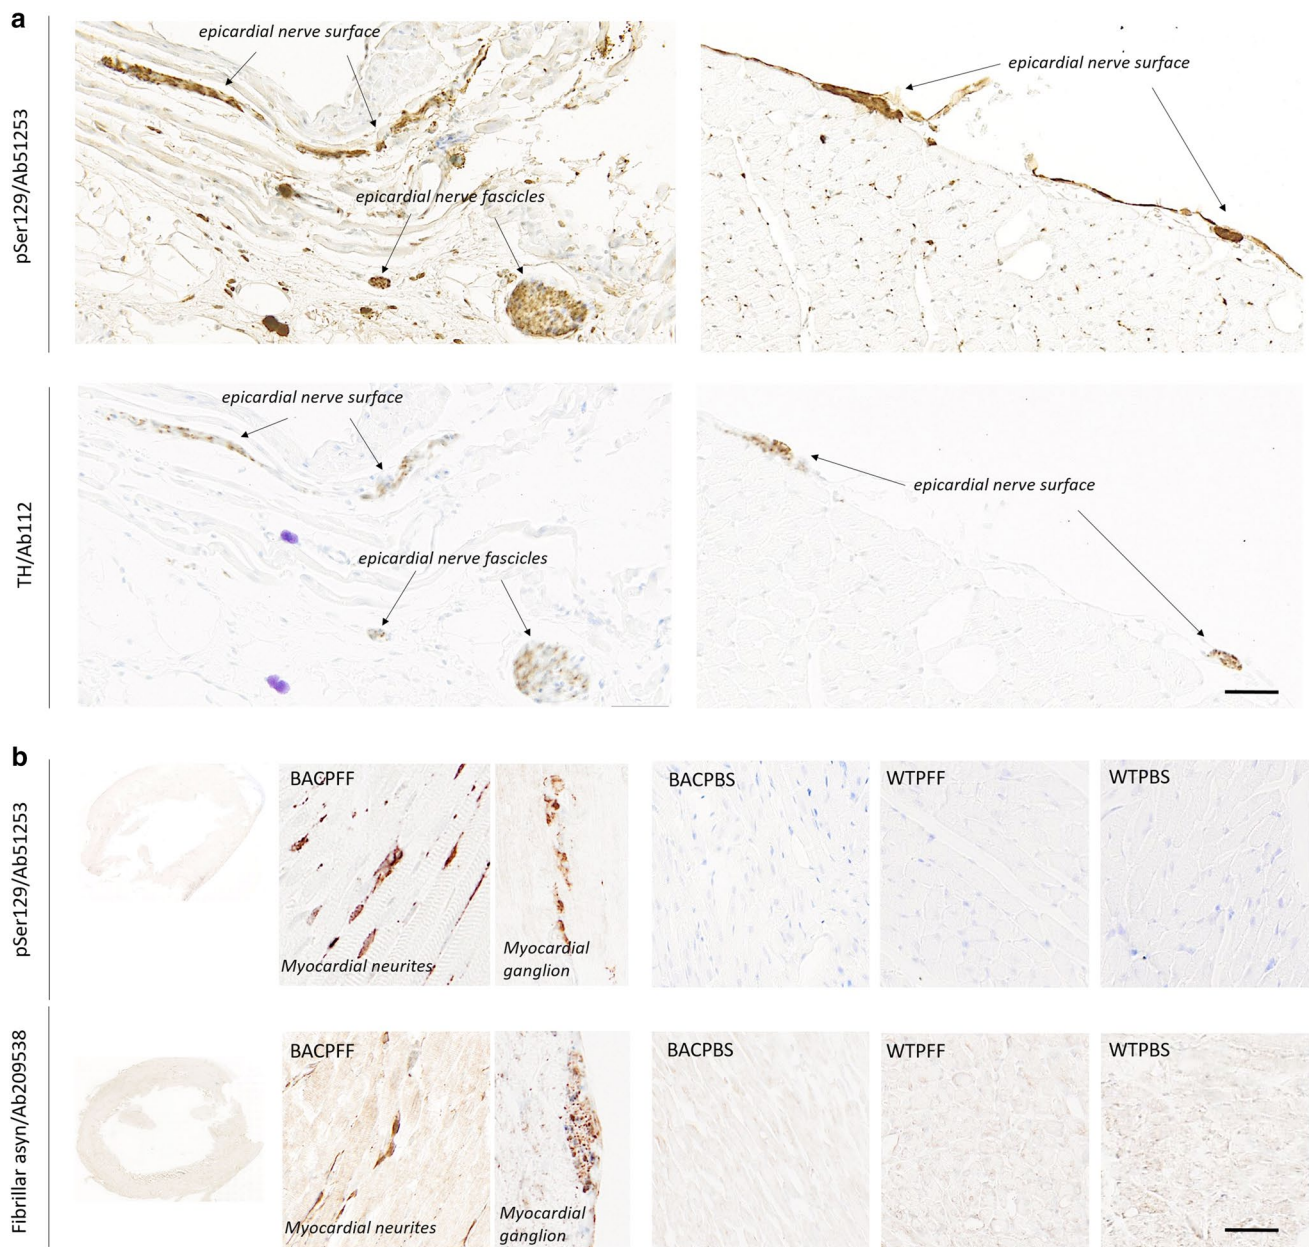 a
pSer129/Ab51253
epicardial nerve surface
epicardial nerve fascicles
epicardial nerve surface
TH/Ab112
epicardial nerve surface
epicardial nerve fascicles
epicardial nerve surface
b
pSer129/Ab51253
BACPFF
Myocardial neurites
Myocardial
ganglion
BACPBS
WTPFF
WTPBS
Fibrillar asyn/Ab209538
BACPFF
Myocardial neurites
Myocardial
ganglion
BACPBS
WTPFF
WTPBS